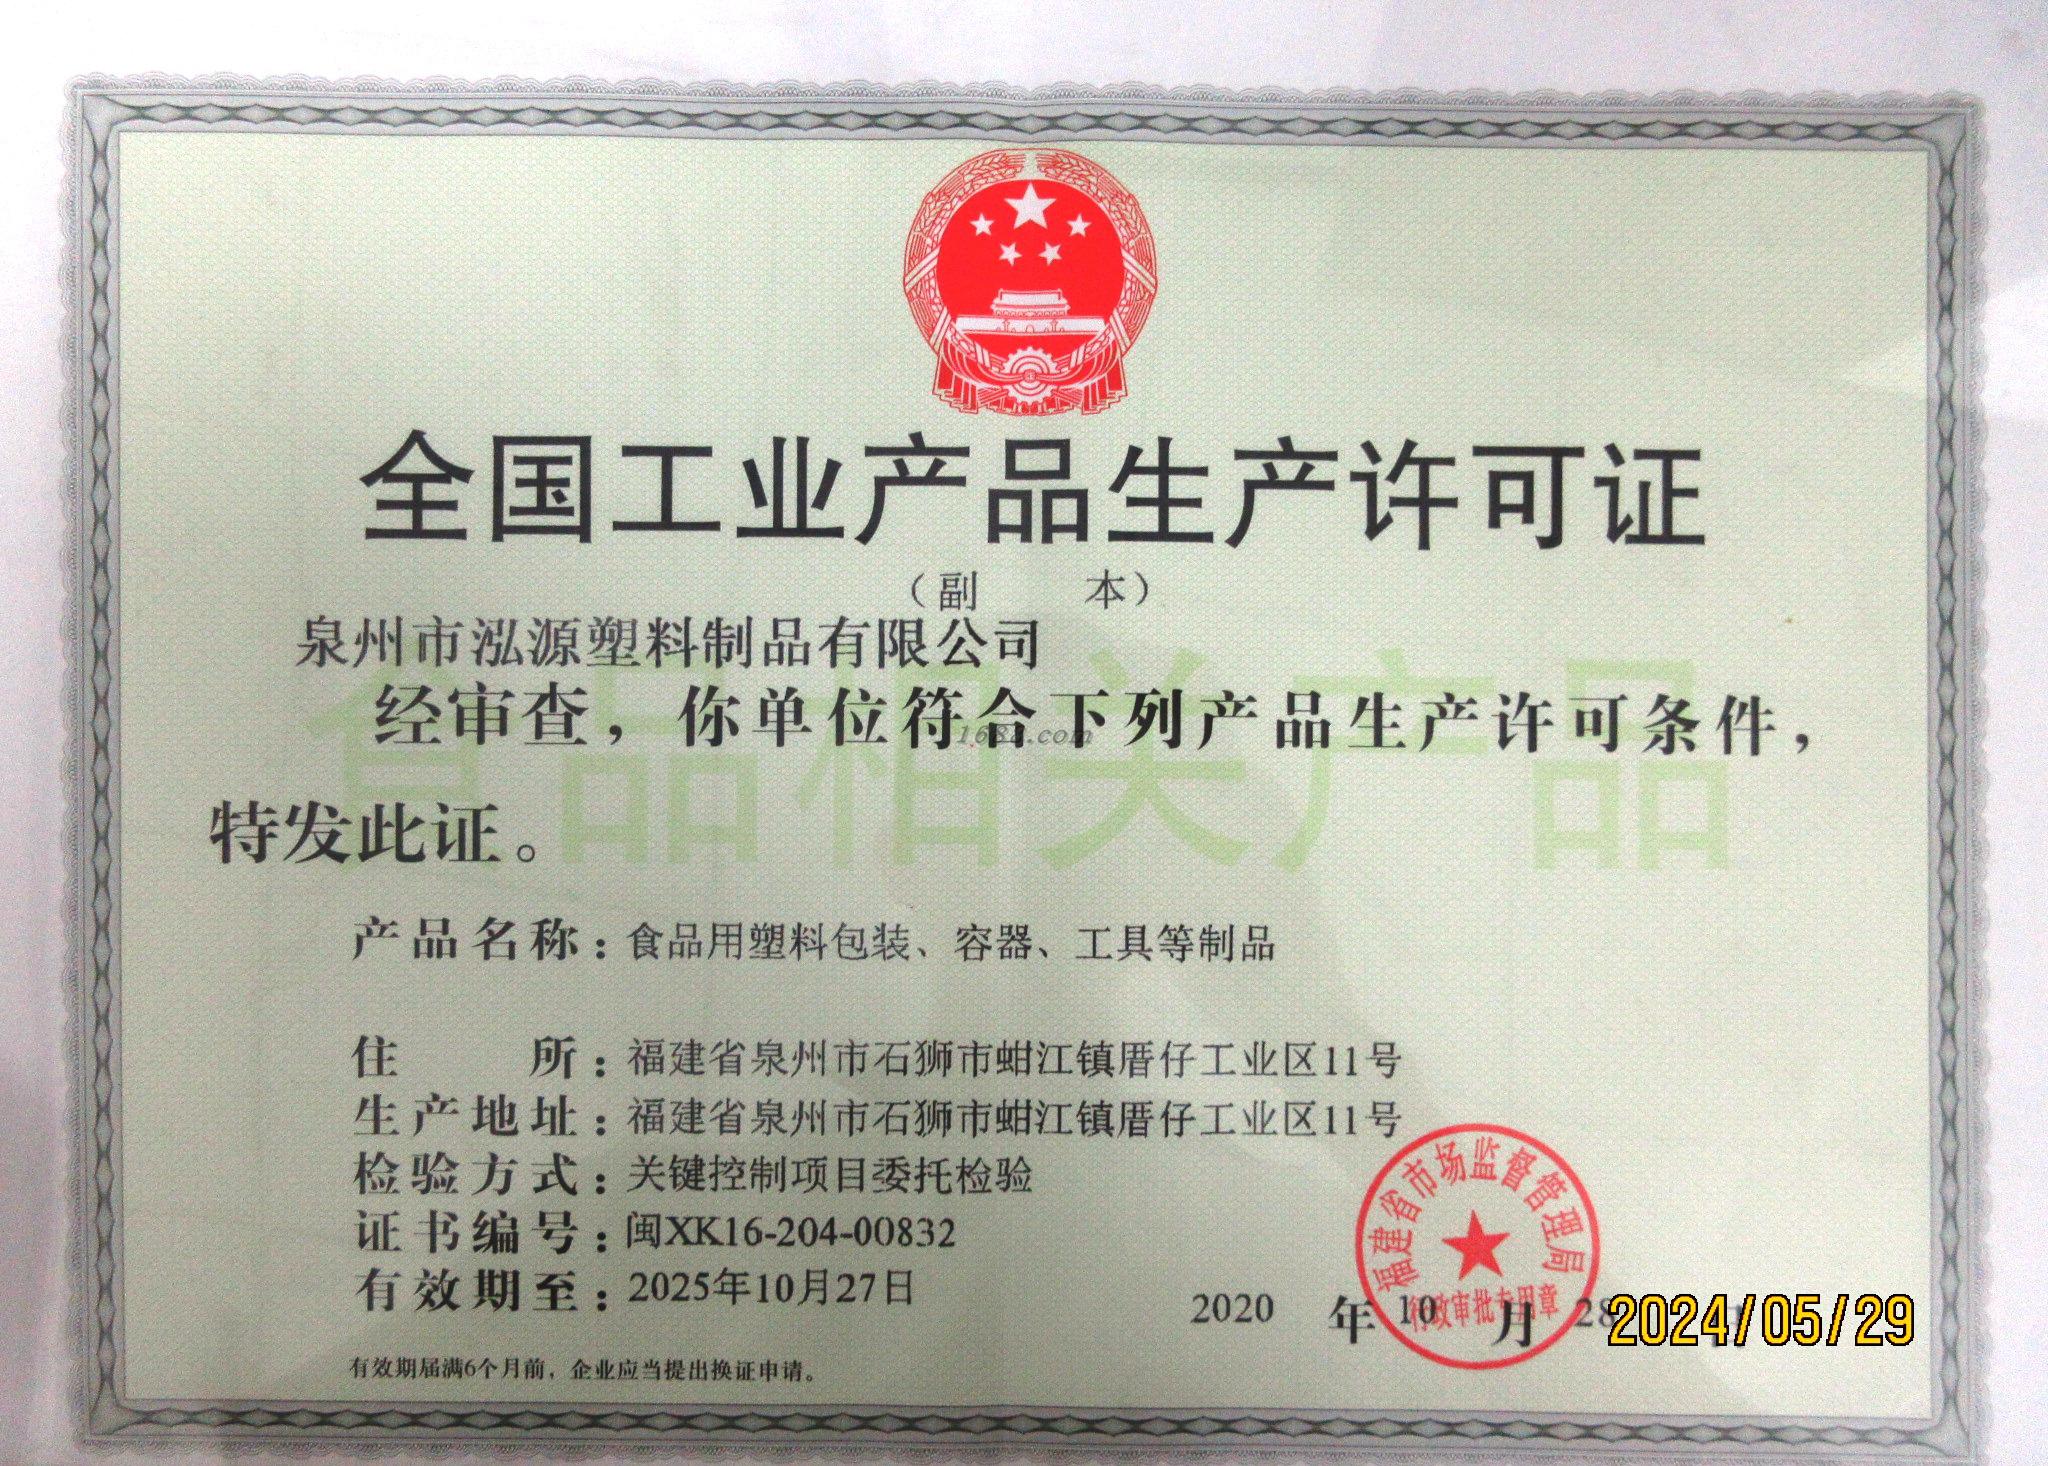 全国工业产品生产许可证
（副 本）
泉州市泓源塑料制品有限公司
食品相关产品
经审查，你单位符合下列产品生产许可条件，
1682.com
特发此证。
产品名称：食品用塑料包装、容器、工具等制品
住 所：福建省泉州市石狮市蚶江镇厝仔工业区11号
生产地址：福建省泉州市石狮市蚶江镇厝仔工业区11号
检验方式：关键控制项目委托检验
证书编号：闽XK16-204-00832
有效期至：2025年10月27日
福建省市场监督管理局
行政审批专用章
2020 年 10 月 28 日
2024/05/29
有效期届满6个月前，企业应当提出换证申请。